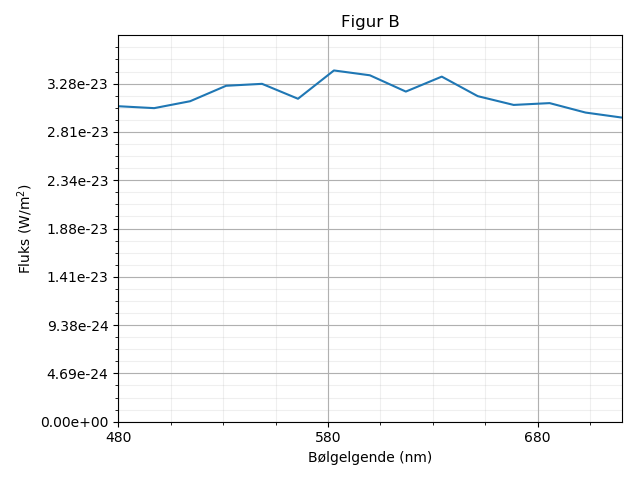 Figur B
3.28e-23
2.81e-23
2.34e-23
1.88e-23
1.41e-23
9.38e-24
4.69e-24
0.00e+00
Fluks (W/m²)
480 580 680
Bølgelgende (nm)